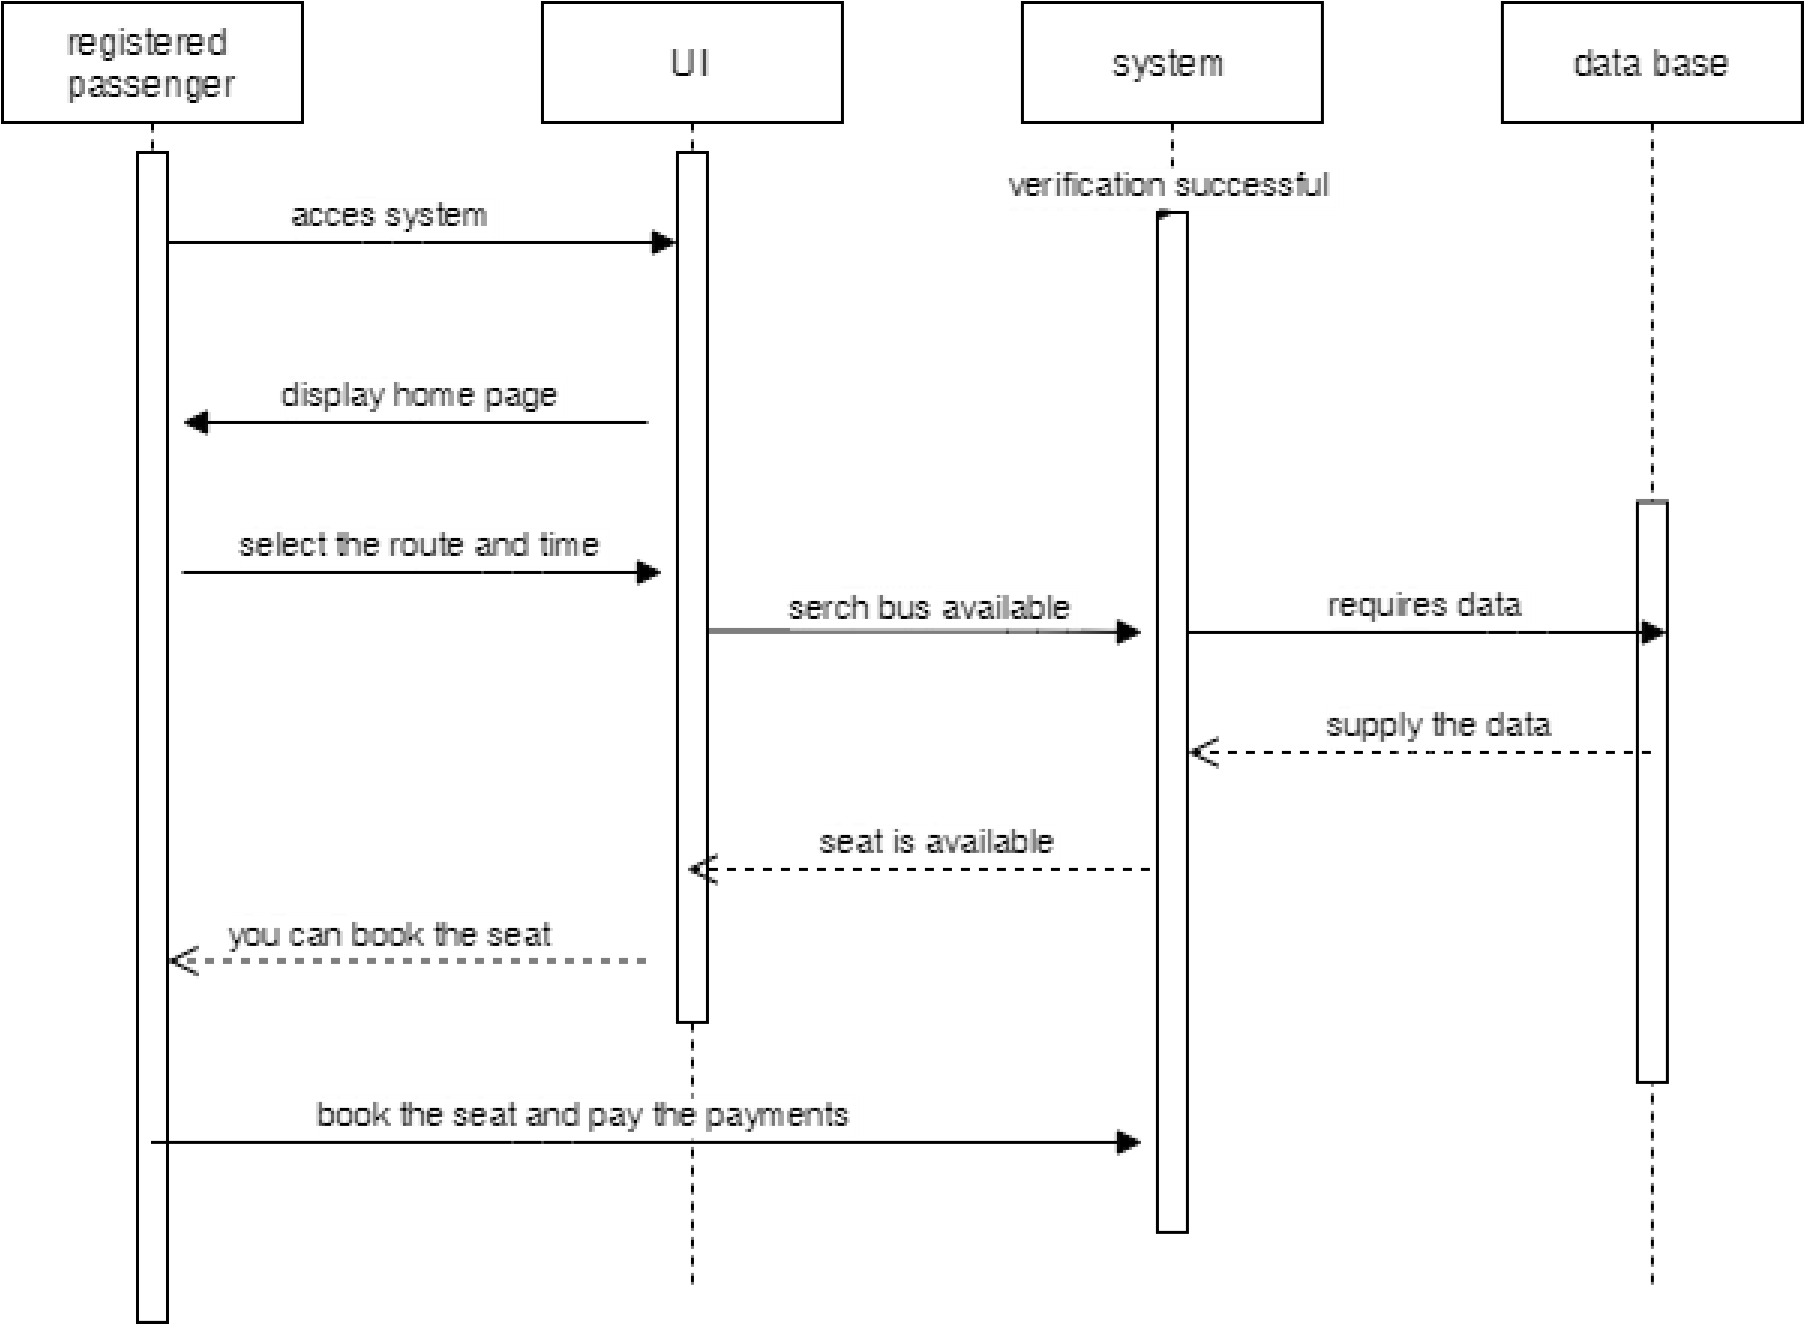 registered
passenger
UI
system
data base
verification successful
acces system
display home page
select the route and time
serch bus available
requires data
supply the data
seat is available
you can book the seat
book the seat and pay the payments